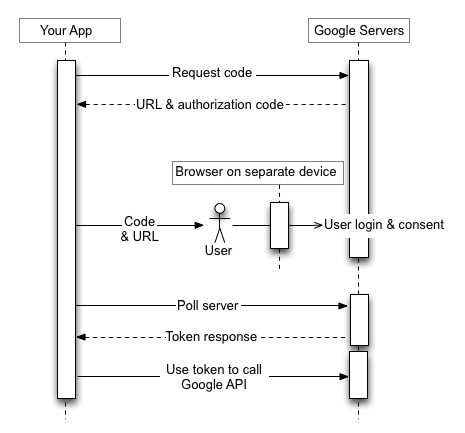 Your App
Google Servers
Request code
URL & authorization code
Browser on separate device
Code
& URL
User
User login & consent
Poll server
Token response
Use token to call
Google API